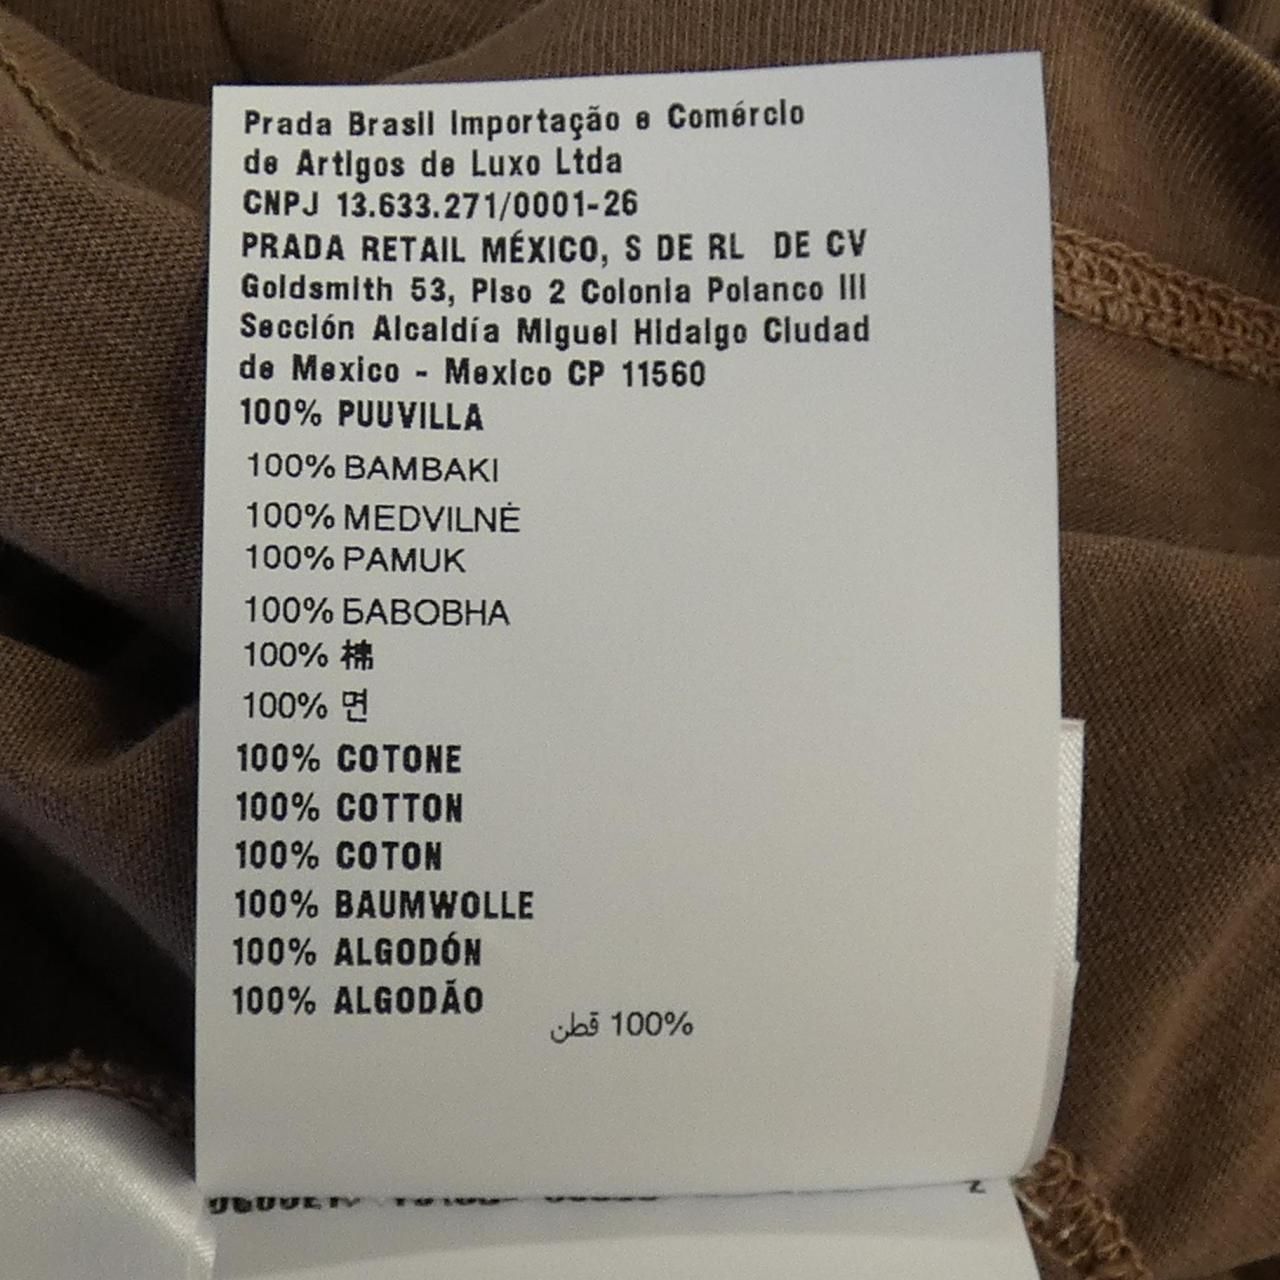 Prada Brasil Importação e Comércio
de Artigos de Luxo Ltda
CNPJ 13.633.271/0001-26
PRADA RETAIL MÉXICO, S DE RL DE CV
Goldsmith 53, Piso 2 Colonia Polanco III
Sección Alcaldía Miguel Hidalgo Ciudad
de Mexico - Mexico CP 11560
100% PUUVILLA
100% BAMBAKI
100% MEDVILNĖ
100% PAMUK
100% БАВОВНА
100% 棉
100% 면
100% COTONE
100% COTTON
100% COTON
100% BAUMWOLLE
100% ALGODÓN
100% ALGODÃO
100% قطن